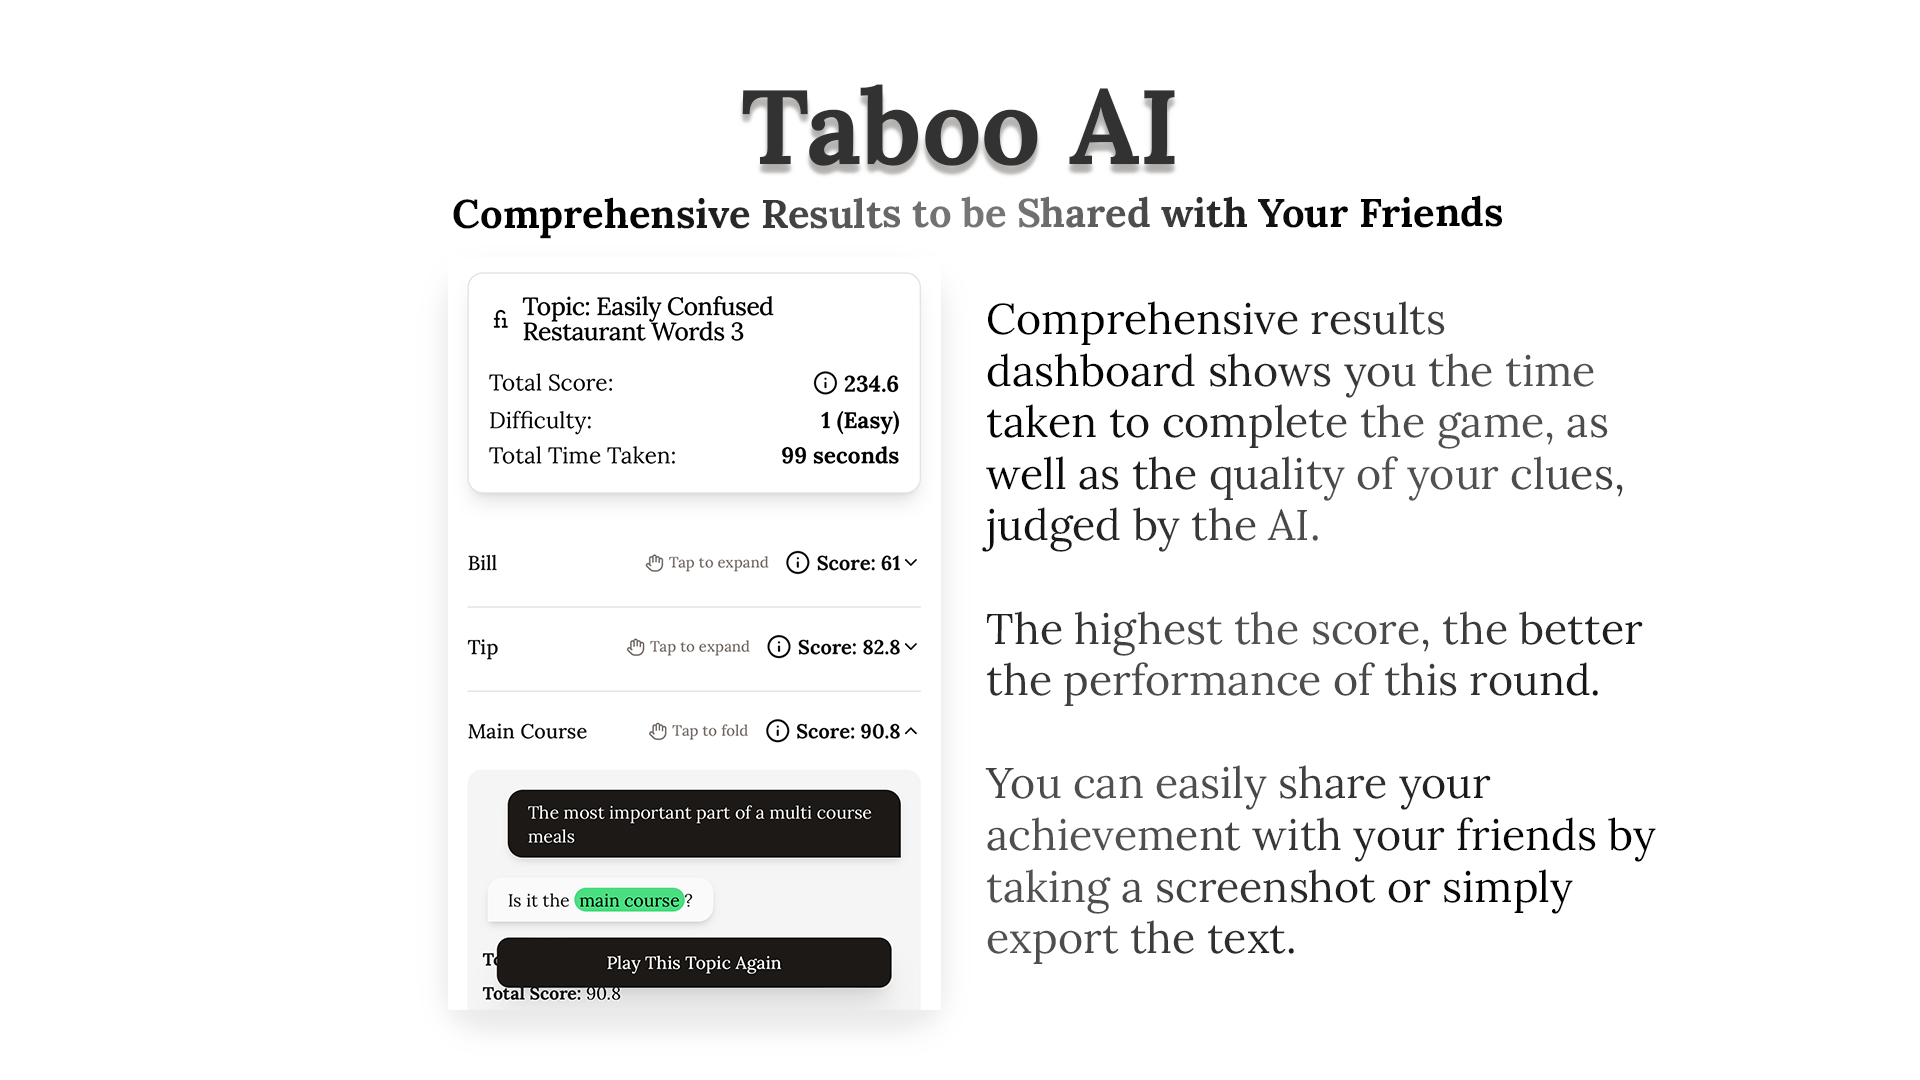 Taboo AI
Comprehensive Results to be Shared with Your Friends
Topic: Easily Confused
Restaurant Words 3
Total Score: 234.6
Difficulty: 1 (Easy)
Total Time Taken: 99 seconds
Bill Tap to expand Score: 61
Tip Tap to expand Score: 82.8
Main Course Tap to fold Score: 90.8
The most important part of a multi course
meals
Is it the main course?
Play This Topic Again
Total Score: 90.8
Comprehensive results
dashboard shows you the time
taken to complete the game, as
well as the quality of your clues,
judged by the AI.
The highest the score, the better
the performance of this round.
You can easily share your
achievement with your friends by
taking a screenshot or simply
export the text.